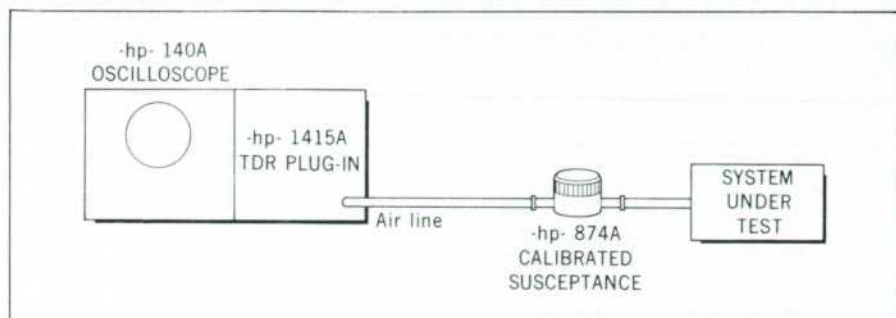 -hp- 140A
OSCILLOSCOPE
-hp- 1415A
TDR PLUG-IN
Air line
-hp- 874A
CALIBRATED
SUSCEPTANCE
SYSTEM
UNDER
TEST